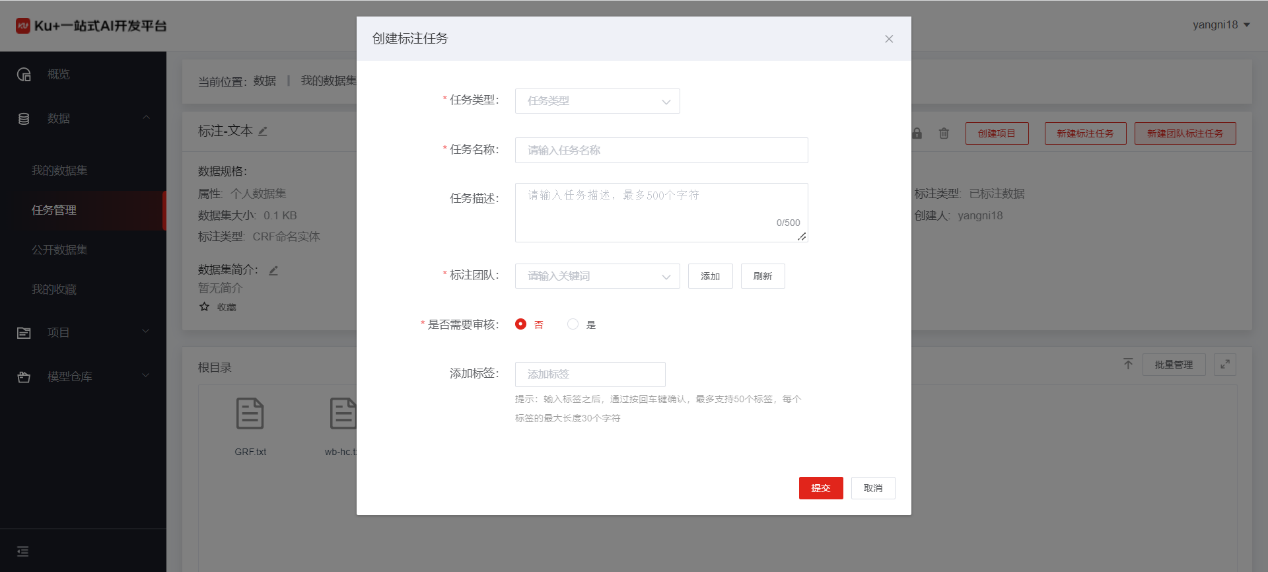 KU Ku+一站式AI开发平台
yangni18
概览
数据
我的数据集
任务管理
公开数据集
我的收藏
项目
模型仓库
当前位置: 数据 | 我的数据集
标注-文本
创建项目
新建标注任务
新建团队标注任务
数据规格:
属性: 个人数据集
数据集大小: 0.1 KB
标注类型: CRF命名实体
标注类型: 已标注数据
创建人: yangni18
数据集简介:
暂无简介
收藏
根目录
批量管理
GRF.txt
wb-hc.t
创建标注任务
* 任务类型:
任务类型
* 任务名称:
请输入任务名称
任务描述:
请输入任务描述，最多500个字符
0/500
* 标注团队:
请输入关键词
添加
刷新
* 是否需要审核:
否
是
添加标签:
添加标签
提示：输入标签之后，通过按回车键确认，最多支持50个标签，每个
标签的最大长度30个字符
提交
取消